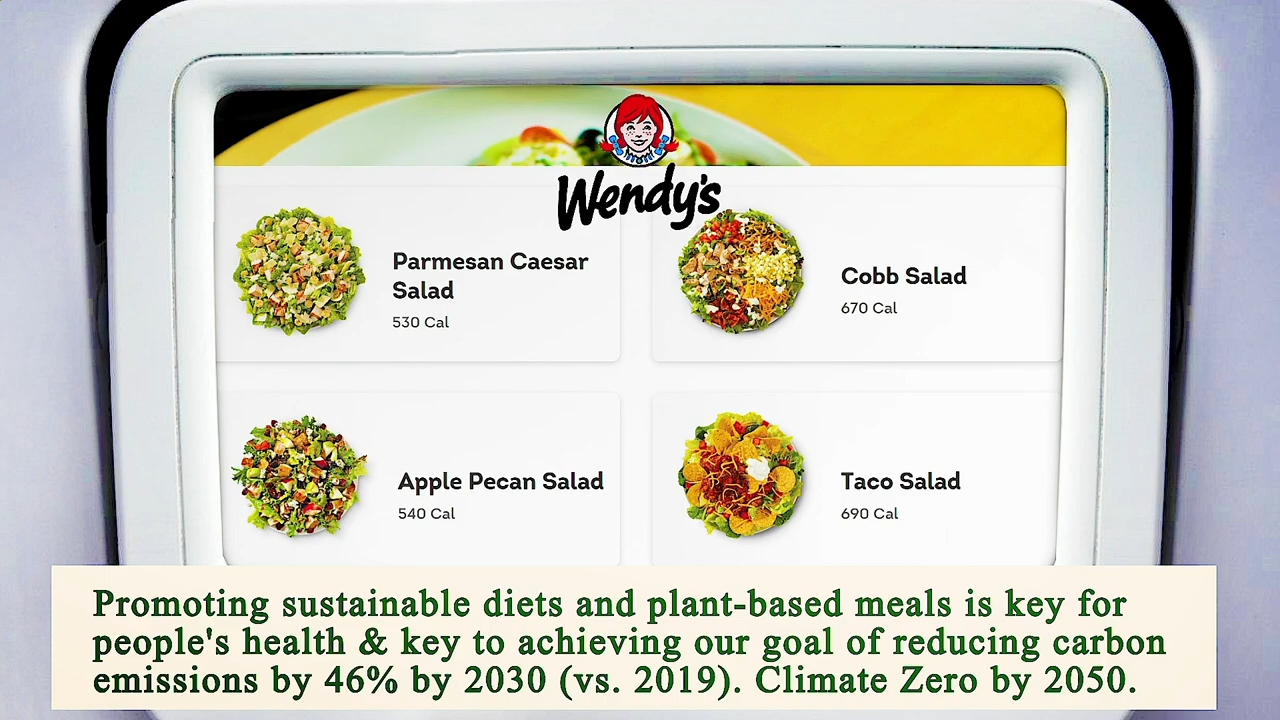 Wendy's
Parmesan Caesar
Salad
530 Cal
Cobb Salad
670 Cal
Apple Pecan Salad
540 Cal
Taco Salad
690 Cal
Promoting sustainable diets and plant-based meals is key for
people's health & key to achieving our goal of reducing carbon
emissions by 46% by 2030 (vs. 2019). Climate Zero by 2050.